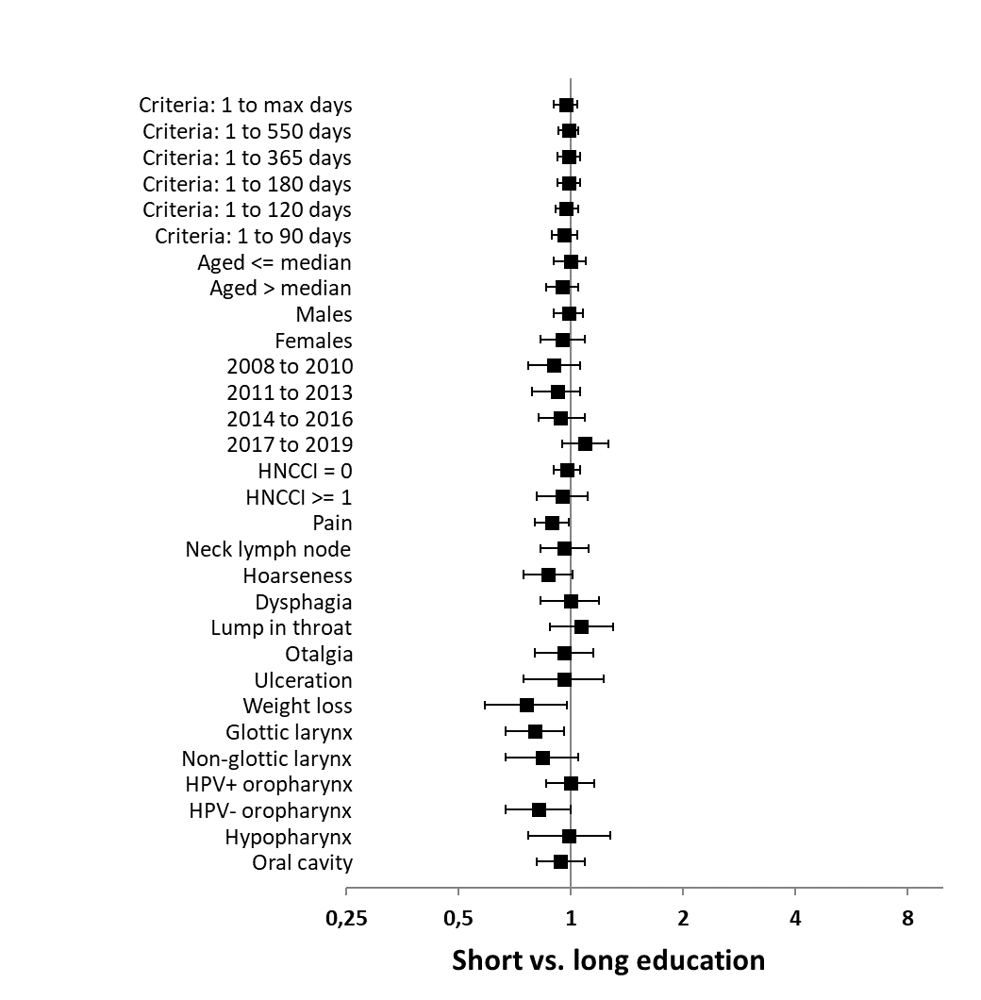 Criteria: 1 to max days
Criteria: 1 to 550 days
Criteria: 1 to 365 days
Criteria: 1 to 180 days
Criteria: 1 to 120 days
Criteria: 1 to 90 days
Aged <= median
Aged > median
Males
Females
2008 to 2010
2011 to 2013
2014 to 2016
2017 to 2019
HNCCI = 0
HNCCI >= 1
Pain
Neck lymph node
Hoarseness
Dysphagia
Lump in throat
Otalgia
Ulceration
Weight loss
Glottic larynx
Non-glottic larynx
HPV+ oropharynx
HPV- oropharynx
Hypopharynx
Oral cavity
0,25 0,5 1 2 4 8
Short vs. long education